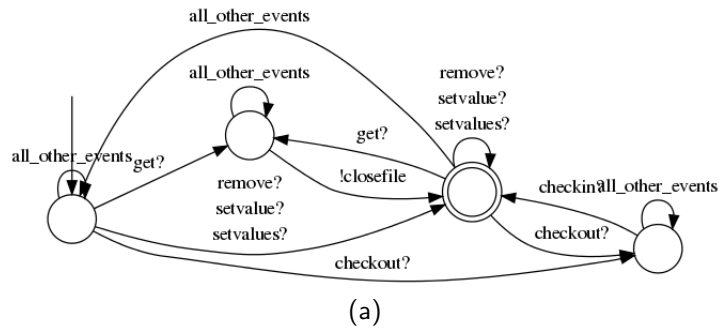 all_other_events
all_other_events
remove?
setvalue?
setvalues?
all_other_events
get?
get?
!closefile
remove?
setvalue?
setvalues?
checkin?
all_other_events
checkout?
checkout?
(a)